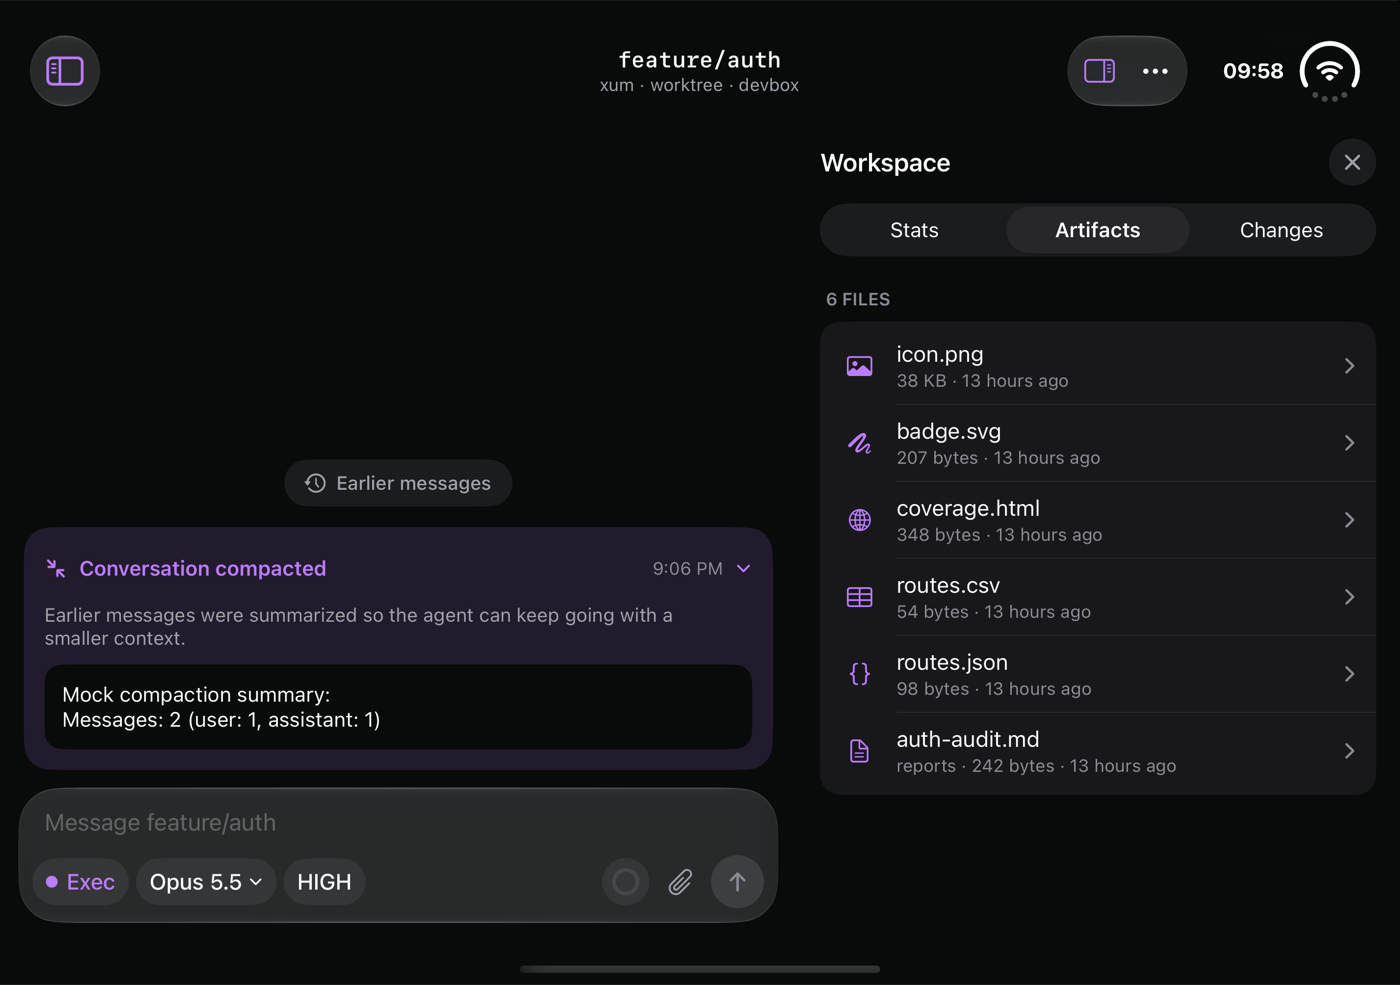 feature/auth
xum · worktree · devbox
09:58
Workspace
Stats
Artifacts
Changes
6 FILES
icon.png
38 KB · 13 hours ago
badge.svg
207 bytes · 13 hours ago
coverage.html
348 bytes · 13 hours ago
routes.csv
54 bytes · 13 hours ago
routes.json
98 bytes · 13 hours ago
auth-audit.md
reports · 242 bytes · 13 hours ago
Earlier messages
Conversation compacted
9:06 PM
Earlier messages were summarized so the agent can keep going with a
smaller context.
Mock compaction summary:
Messages: 2 (user: 1, assistant: 1)
Message feature/auth
Exec
Opus 5.5
HIGH